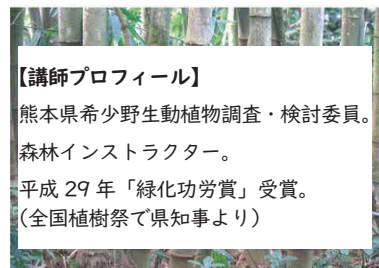 【講師プロフィール】
熊本県希少野生動植物調査・検討委員。
森林インストラクター。
平成 29 年「緑化功労賞」受賞。
(全国植樹祭で県知事より)